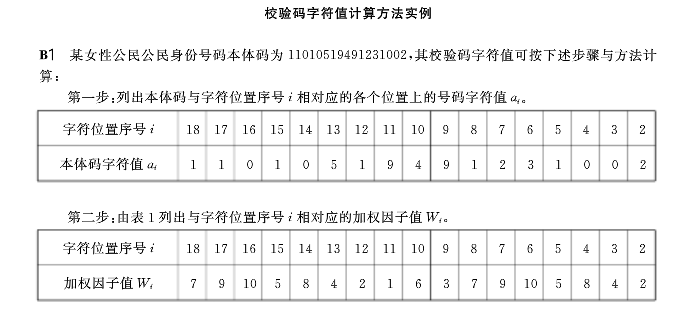 校验码字符值计算方法实例
B1 某女性公民公民身份号码本体码为 11010519491231002,其校验码字符值可按下述步骤与方法计
算:
第一步:列出本体码与字符位置序号 i 相对应的各个位置上的号码字符值 aᵢ。
字符位置序号 i 18 17 16 15 14 13 12 11 10 9 8 7 6 5 4 3 2
本体码字符值 aᵢ 1 1 0 1 0 5 1 9 4 9 1 2 3 1 0 0 2
第二步:由表 1 列出与字符位置序号 i 相对应的加权因子值 Wᵢ。
字符位置序号 i 18 17 16 15 14 13 12 11 10 9 8 7 6 5 4 3 2
加权因子值 Wᵢ 7 9 10 5 8 4 2 1 6 3 7 9 10 5 8 4 2